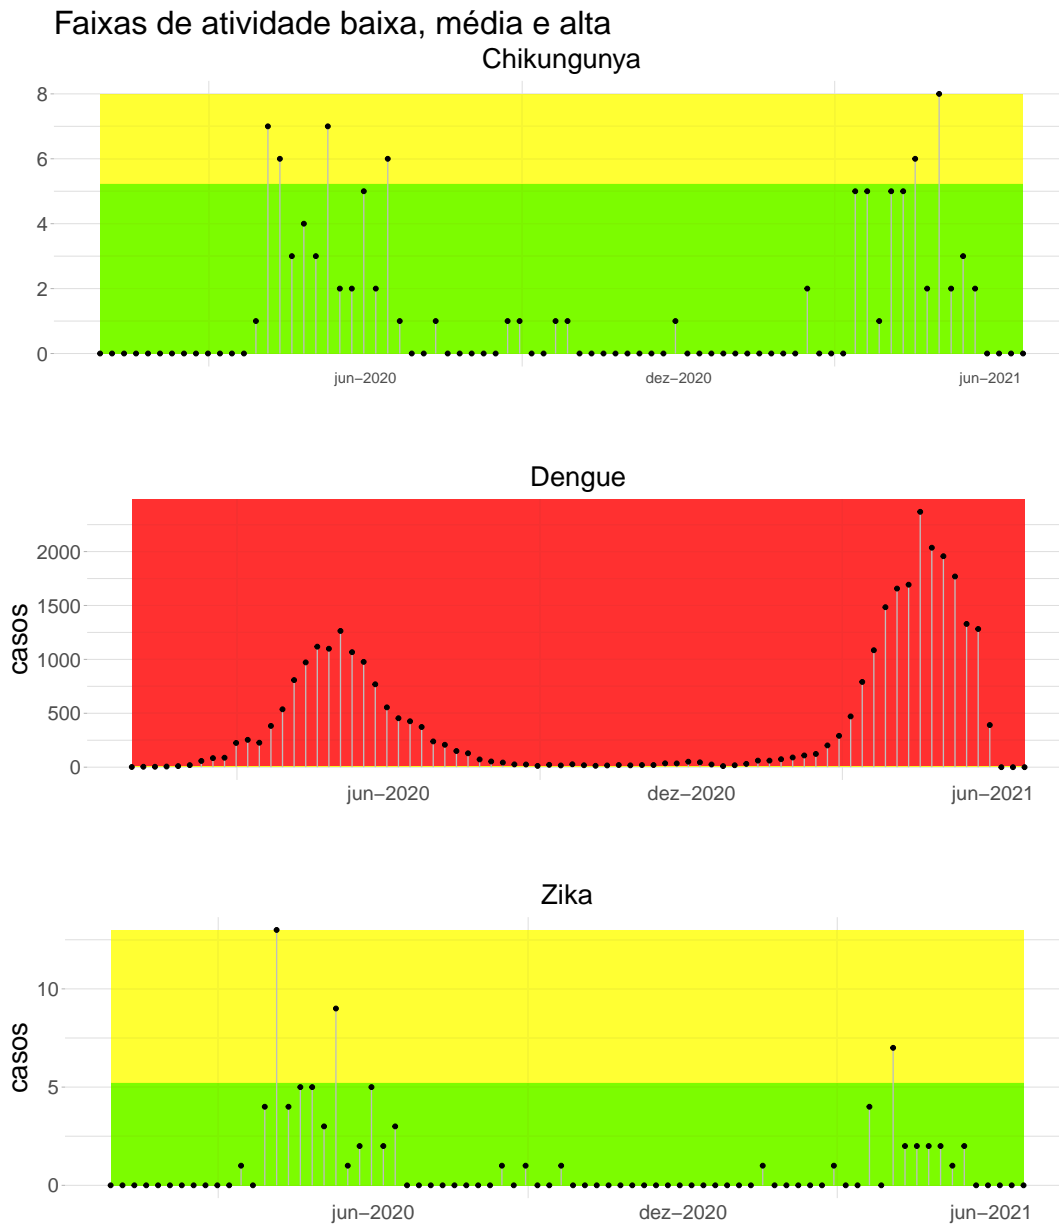 Faixas de atividade baixa, média e alta
Chikungunya
8
6
4
2
0
jun−2020 dez−2020 jun−2021
Dengue
casos
2000
1500
1000
500
0
jun−2020 dez−2020 jun−2021
Zika
casos
10
5
0
jun−2020 dez−2020 jun−2021